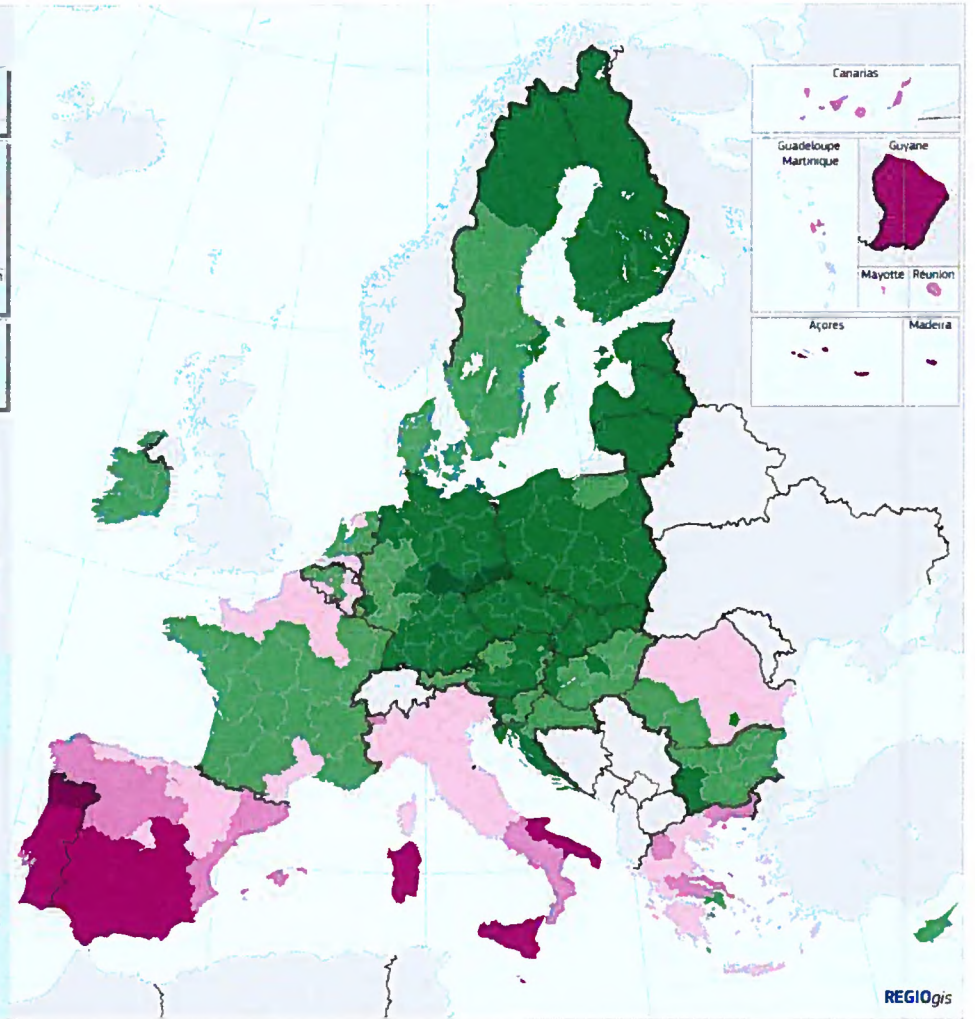 Canarias
Guadeloupe
Martinique
Guyane
Mayotte
Réunion
Açores
Madeira
REGIOgis